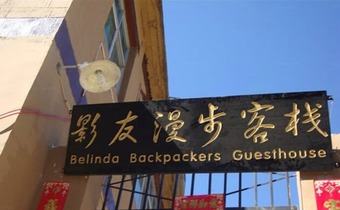 影友漫步客栈
Belinda Backpackers Guesthouse